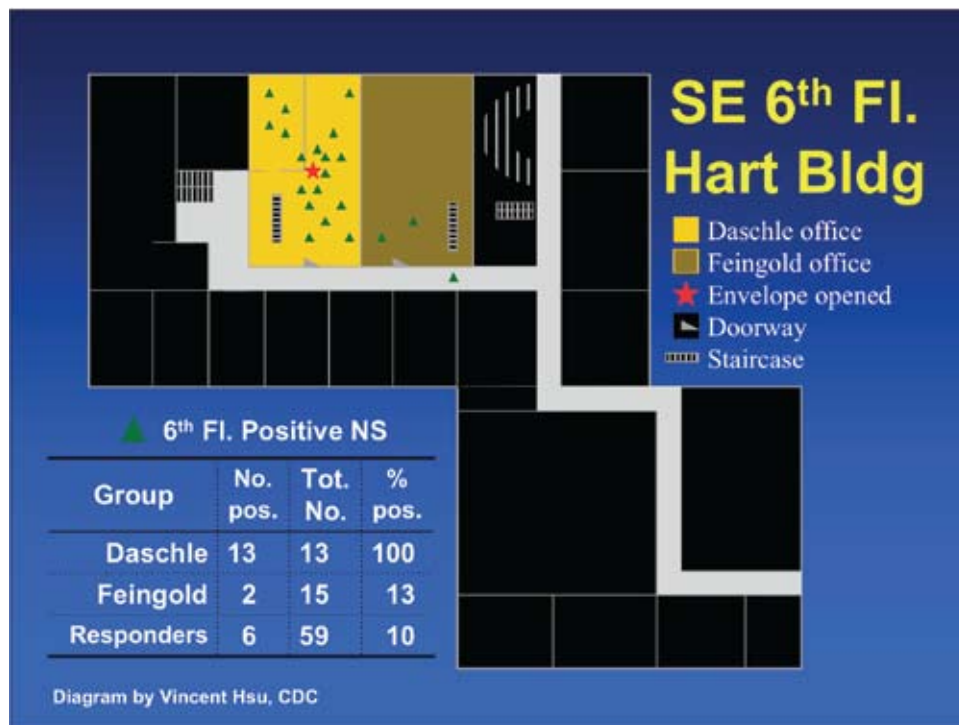 SE 6th Fl.
Hart Bldg
Daschle office
Feingold office
Envelope opened
Doorway
Staircase
6th Fl. Positive NS
Group No. pos. Tot. No. % pos.
Daschle 13 13 100
Feingold 2 15 13
Responders 6 59 10
Diagram by Vincent Hsu, CDC